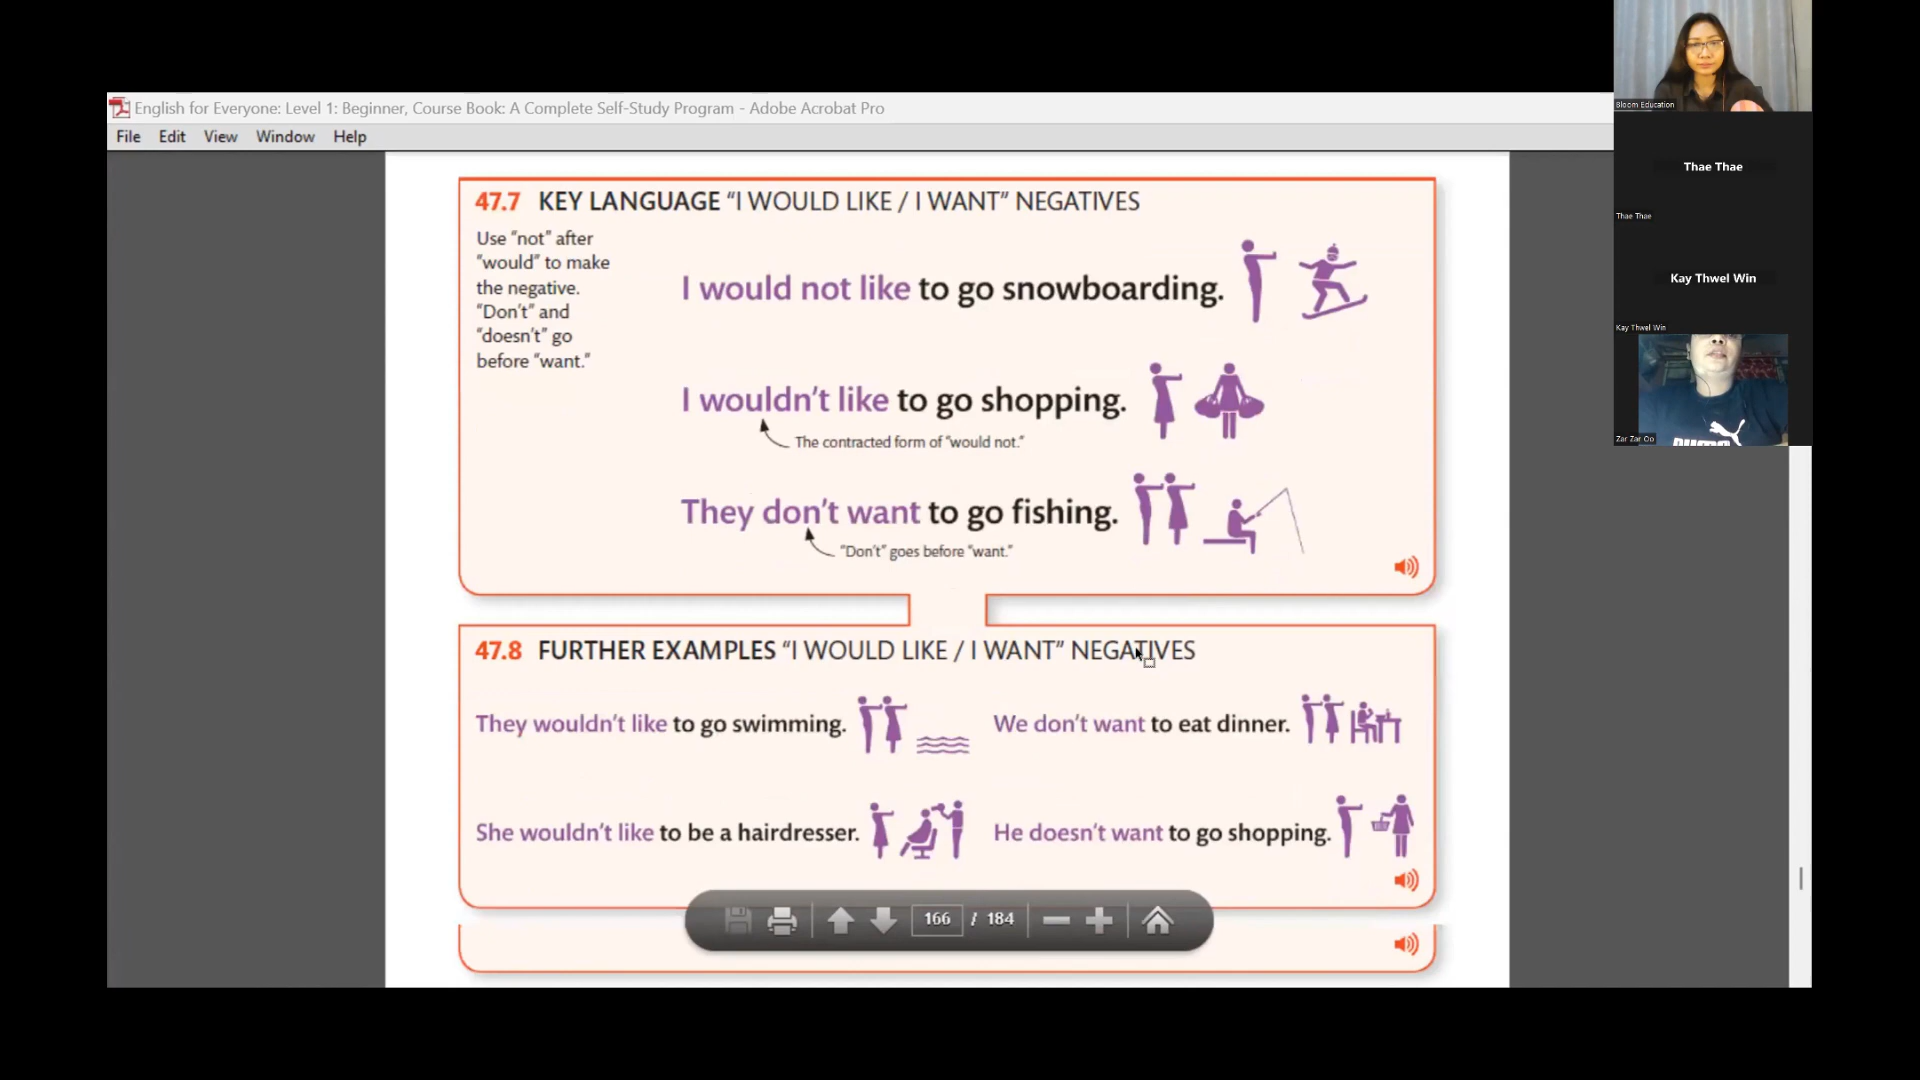 English for Everyone: Level 1: Beginner, Course Book: A Complete Self-Study Program - Adobe Acrobat Pro
File Edit View Window Help
47.7 KEY LANGUAGE “I WOULD LIKE / I WANT” NEGATIVES
Use “not” after
“would” to make
the negative.
“Don’t” and
“doesn’t” go
before “want.”
I would not like to go snowboarding.
I wouldn’t like to go shopping.
The contracted form of “would not.”
They don’t want to go fishing.
“Don’t” goes before “want.”
47.8 FURTHER EXAMPLES “I WOULD LIKE / I WANT” NEGATIVES
They wouldn’t like to go swimming.
We don’t want to eat dinner.
She wouldn’t like to be a hairdresser.
He doesn’t want to go shopping.
166 / 184
Bloom Education
Thae Thae
Thae Thae
Kay Thwel Win
Kay Thwel Win
Zar Zar Oo
PUMA